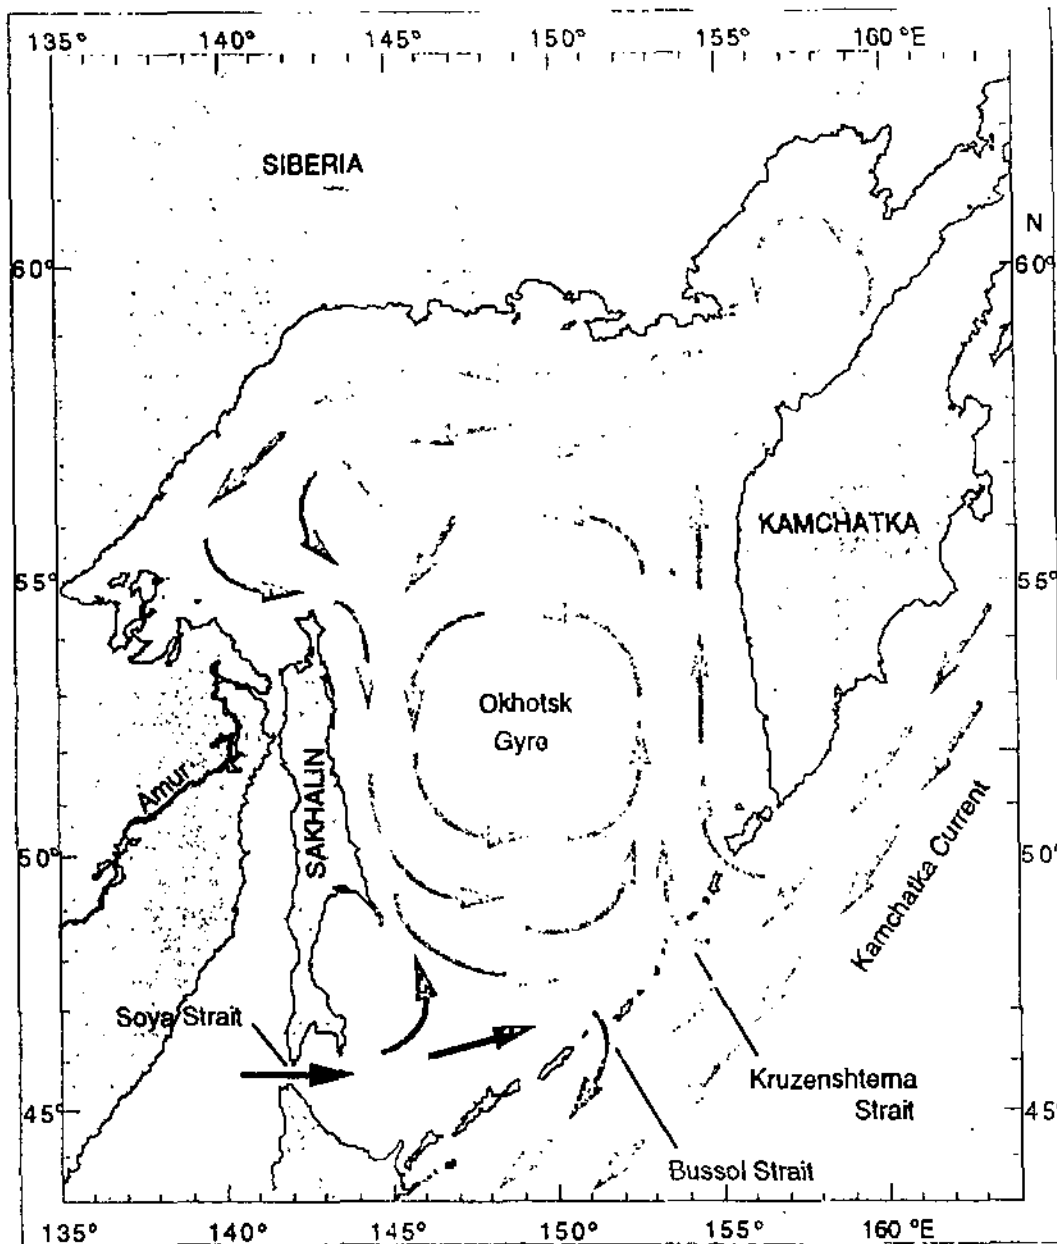 135° 140° 145° 150° 155° 160°E
SIBERIA
N
60° 60°
KAMCHATKA
55° 55°
Okhotsk
Gyre
Amur
SAKHALIN
50° 50°
Kamchatka Current
Soya Strait
Kruzenshterna
Strait
45° 45°
Bussol Strait
135° 140° 145° 150° 155° 160°E